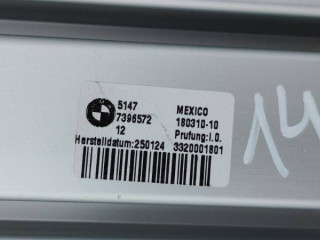 5147 MEXICO
7396572 180310-10
12 Prufung:i.O.
Herstelldatum:250124 3320001801
14